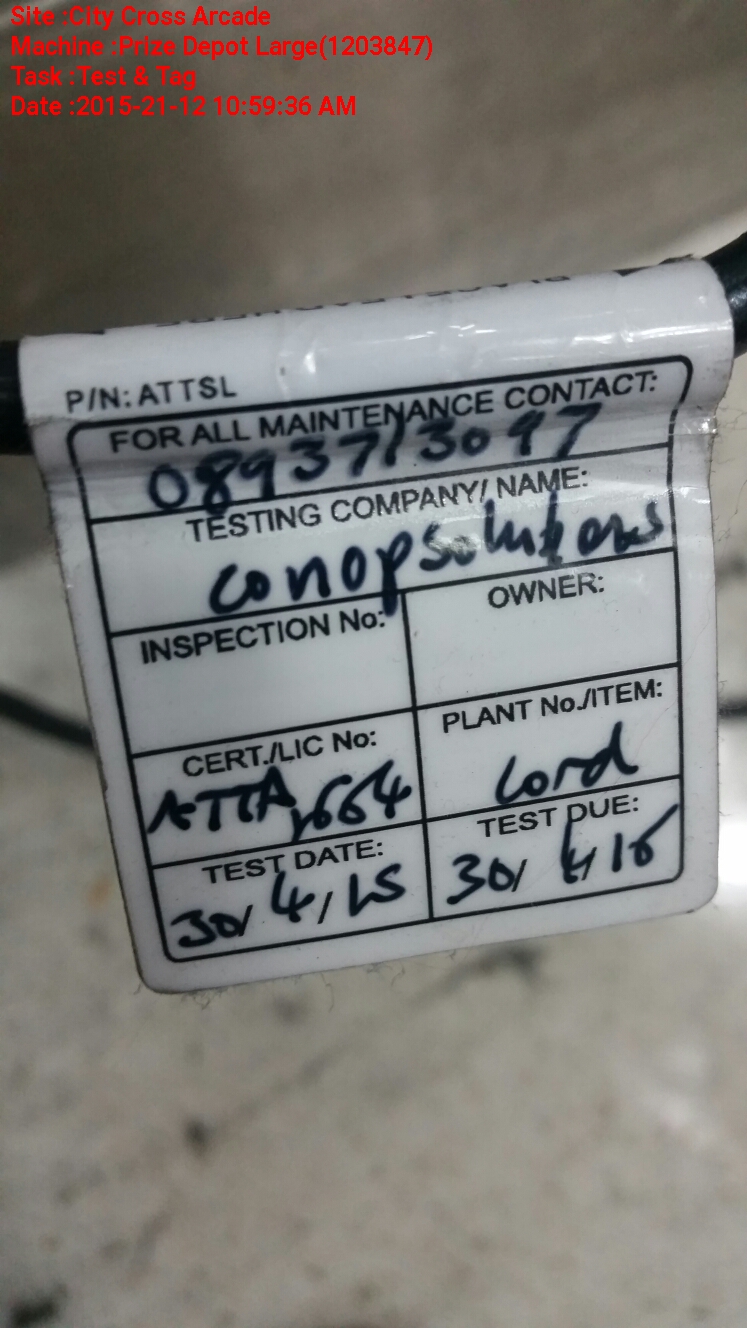 Site :City Cross Arcade
Machine :Prize Depot Large(1203847)
Task :Test & Tag
Date :2015-21-12 10:59:36 AM
P/N: ATTSL
FOR ALL MAINTENANCE CONTACT:
0893713097
TESTING COMPANY/ NAME:
conopsolutions
INSPECTION No:
OWNER:
CERT./LIC No:
PLANT No./ITEM:
ATTA,664
Cord
TEST DATE:
TEST DUE:
30/4/15
30/4/16